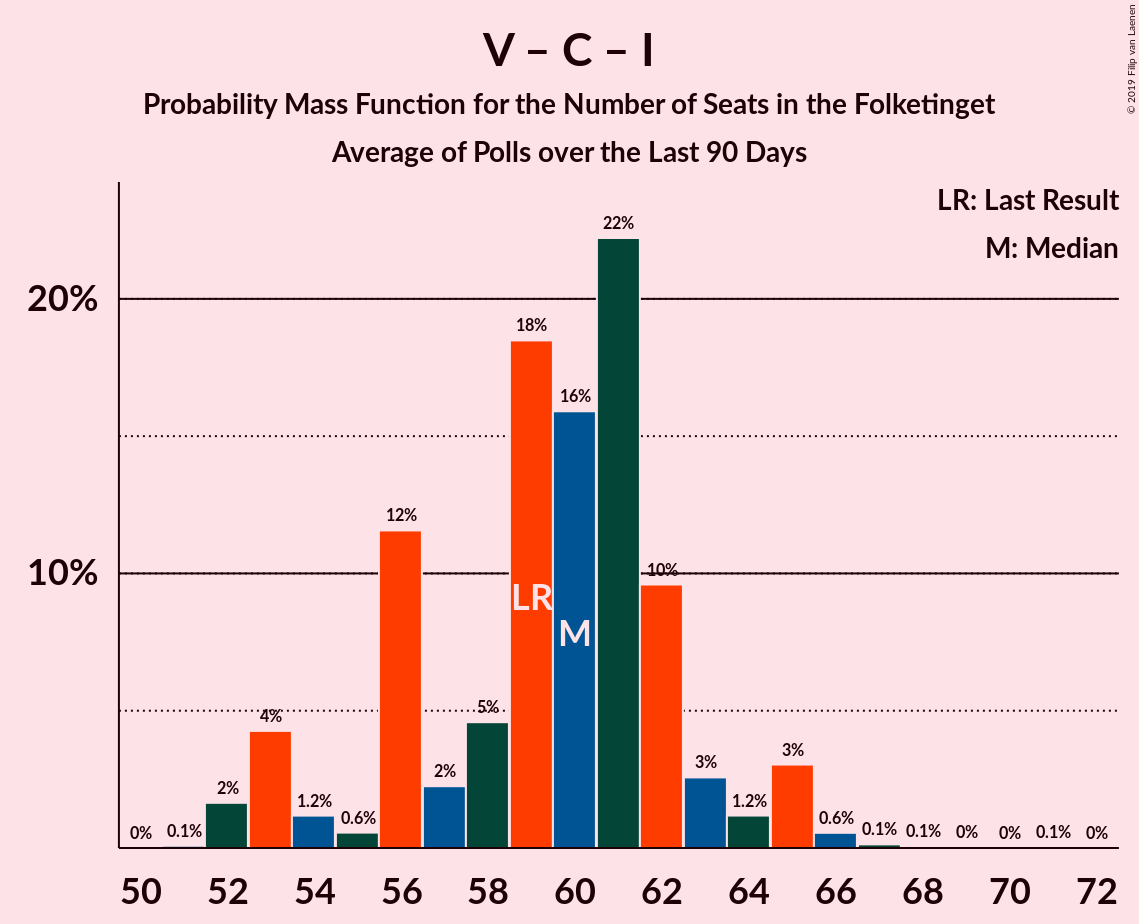 V – C – I
Probability Mass Function for the Number of Seats in the Folketinget
Average of Polls over the Last 90 Days
© 2019 Filip van Laenen
LR: Last Result
M: Median
20%
10%
0%
0.1%
2%
4%
1.2%
0.6%
12%
2%
5%
18%
16%
22%
10%
3%
1.2%
3%
0.6%
0.1%
0.1%
0%
0%
0.1%
0%
LR
M
50 52 54 56 58 60 62 64 66 68 70 72